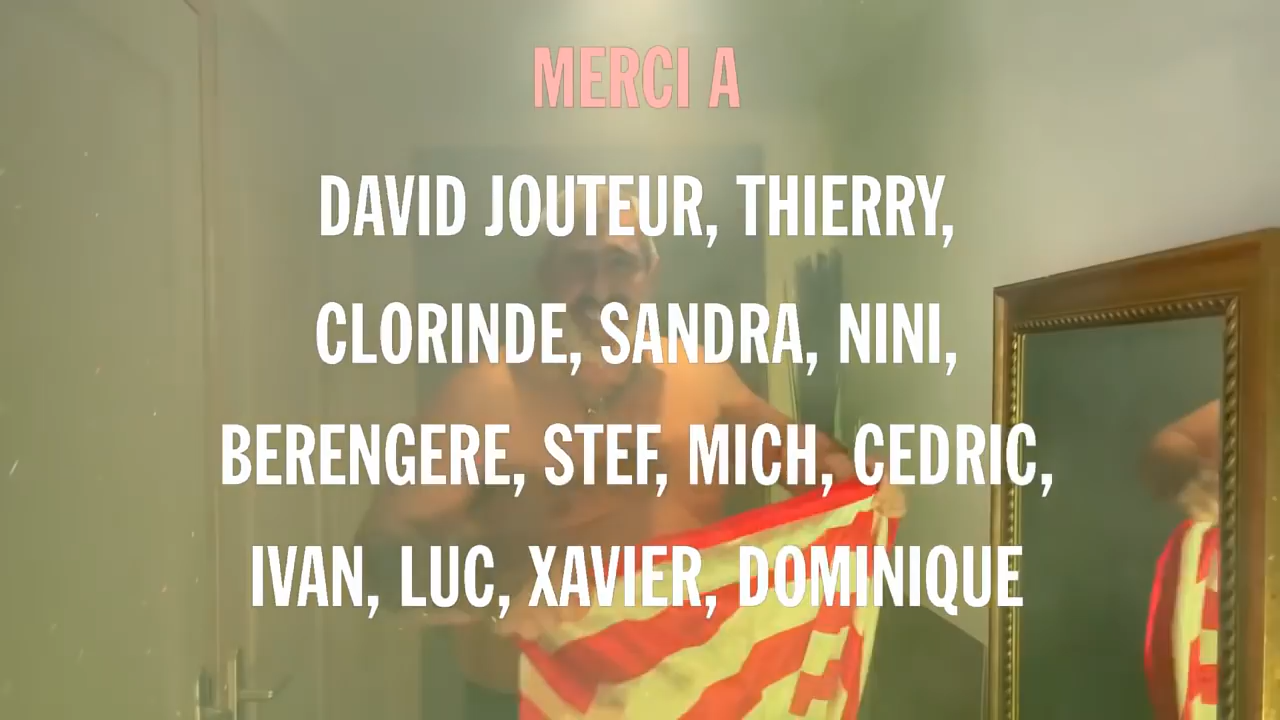 MERCI A
DAVID JOUTEUR, THIERRY,
CLORINDE, SANDRA, NINI,
BERENGERE, STEF, MICH, CEDRIC,
IVAN, LUC, XAVIER, DOMINIQUE